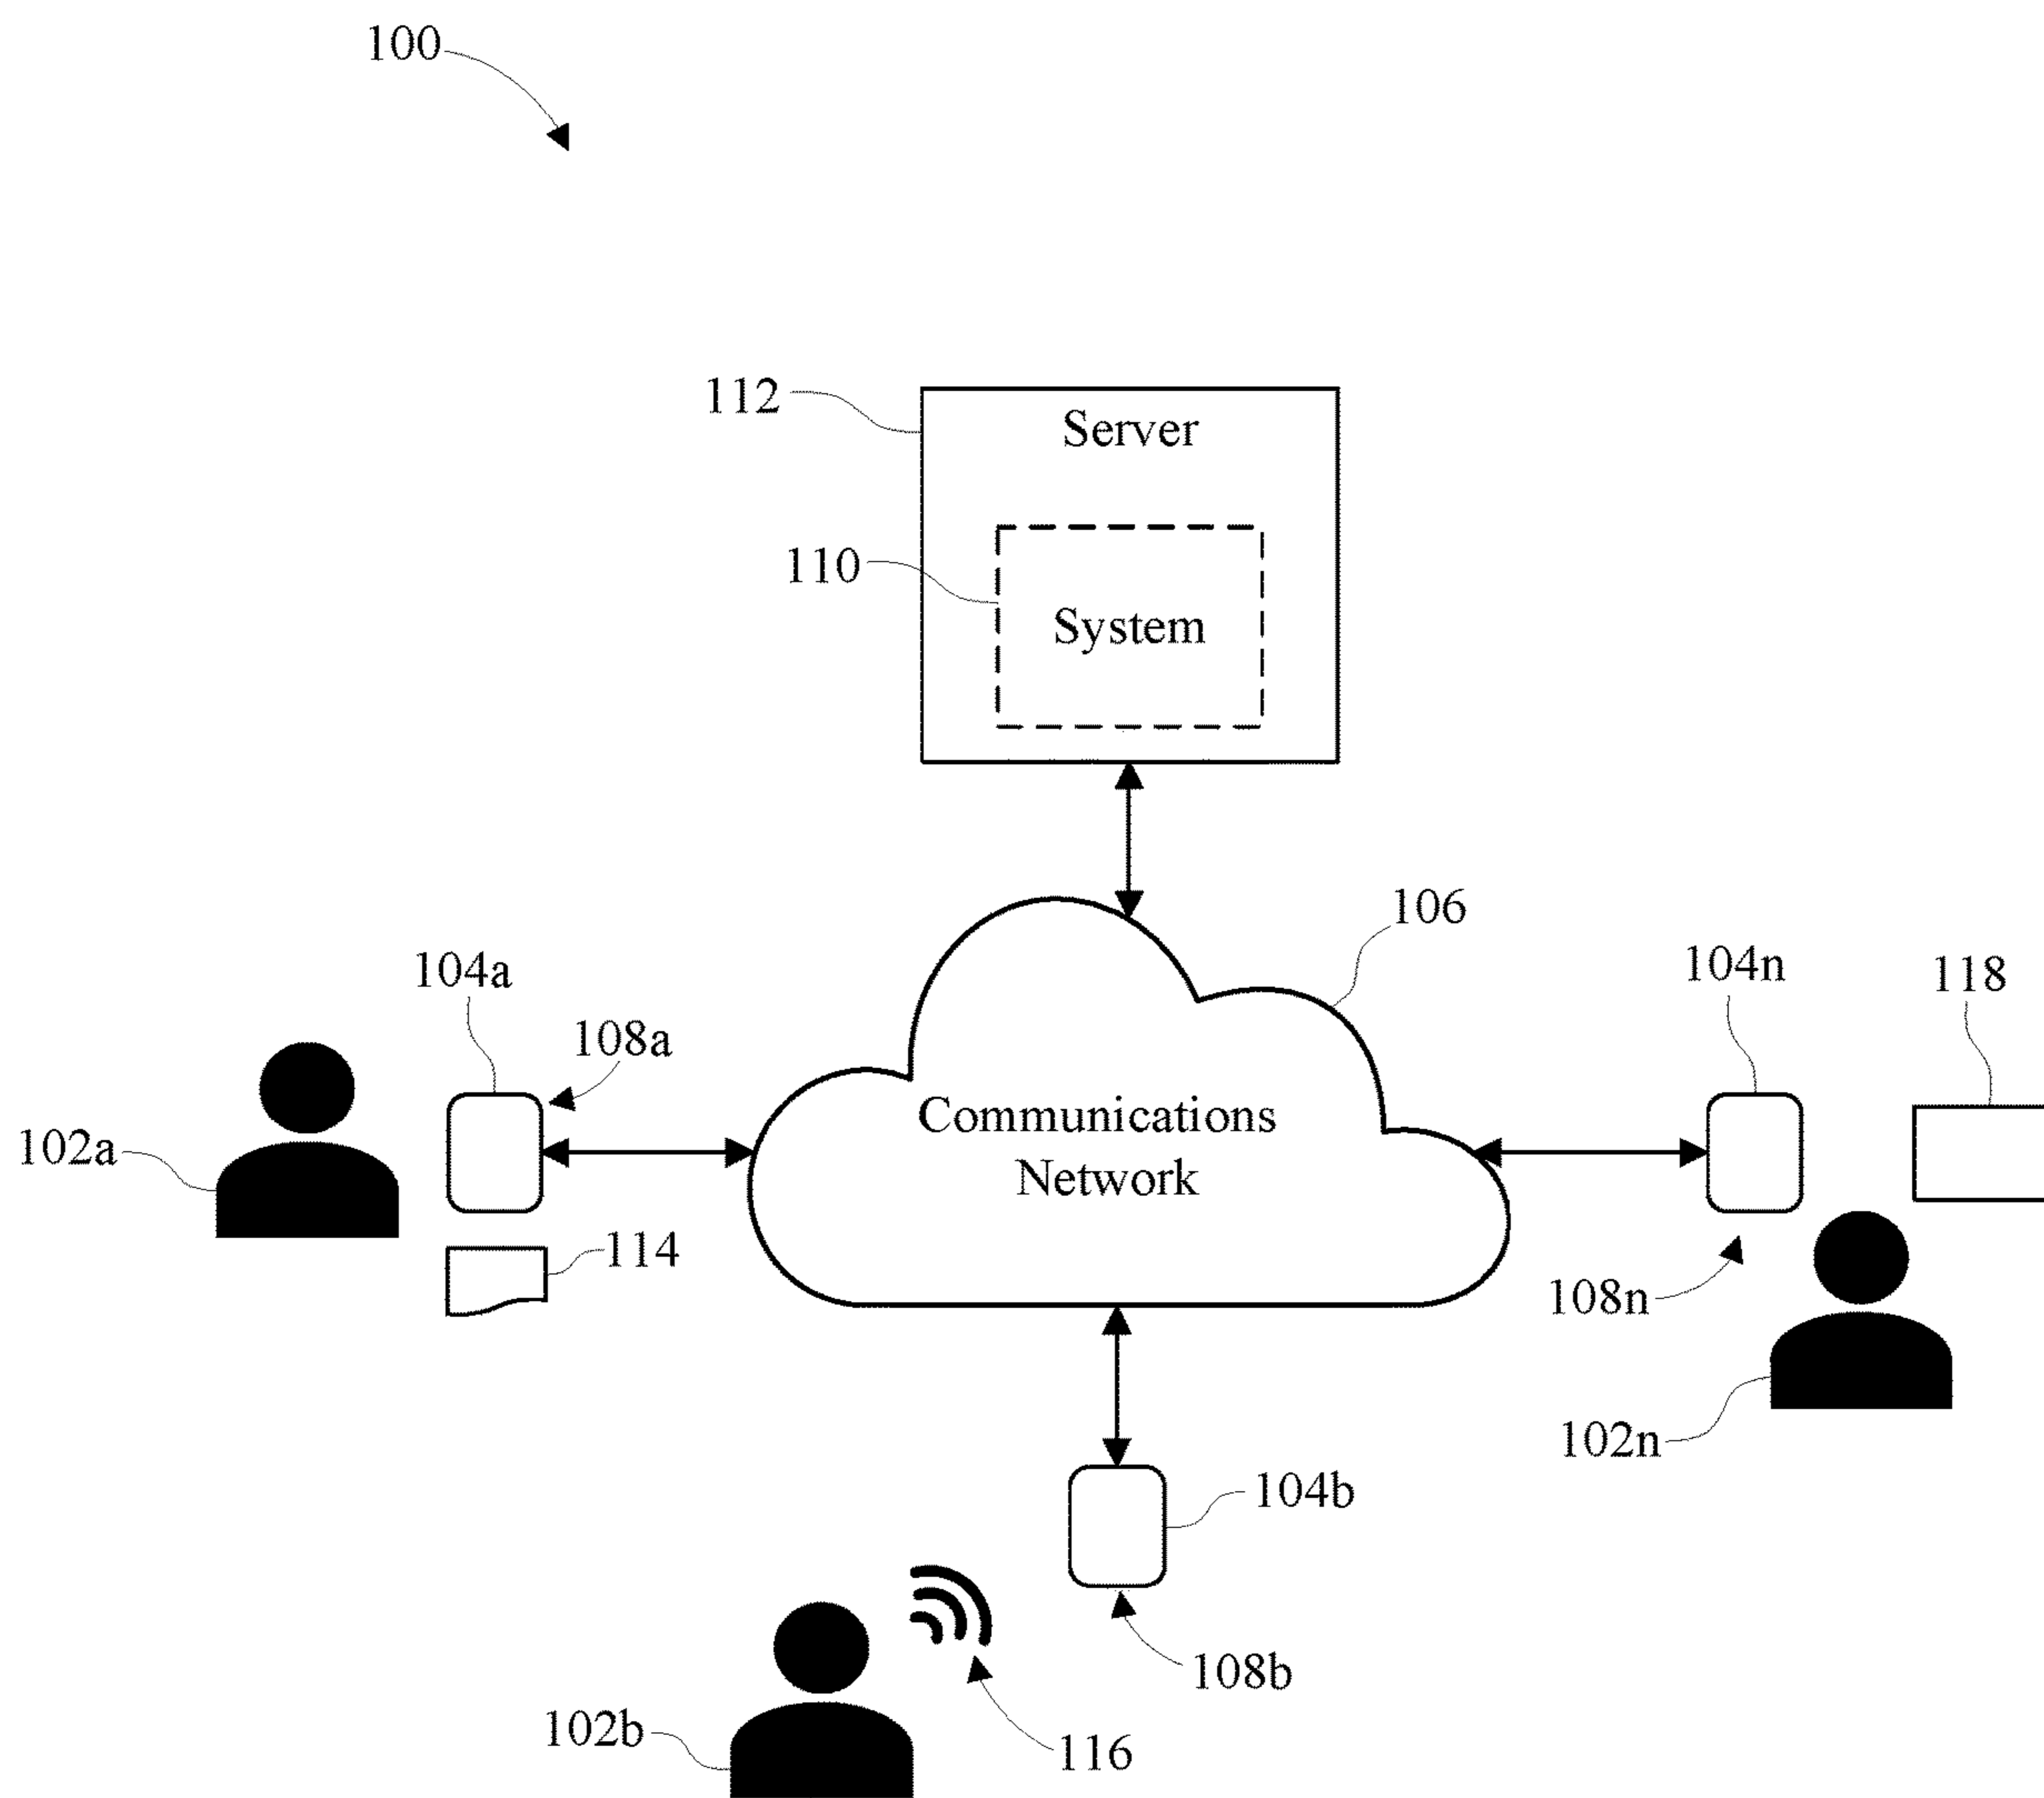 100
112
Server
110
System
106
104a
104n
118
108a
Communications
102a
Network
114
108n
102n
104b
108b
102b
116